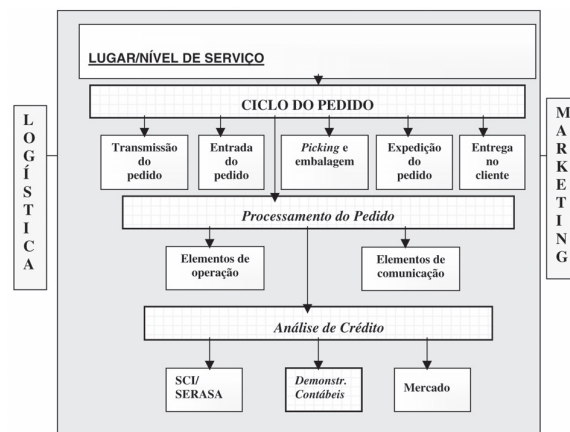 LUGAR/NÍVEL DE SERVIÇO
CICLO DO PEDIDO
LOGÍSTICA
MARKETING
Transmissão
do
pedido
Entrada
do
pedido
Picking e
embalagem
Expedição
do
pedido
Entrega
no
cliente
Processamento do Pedido
Elementos de
operação
Elementos de
comunicação
Análise de Crédito
SCI/
SERASA
Demonstr.
Contábeis
Mercado